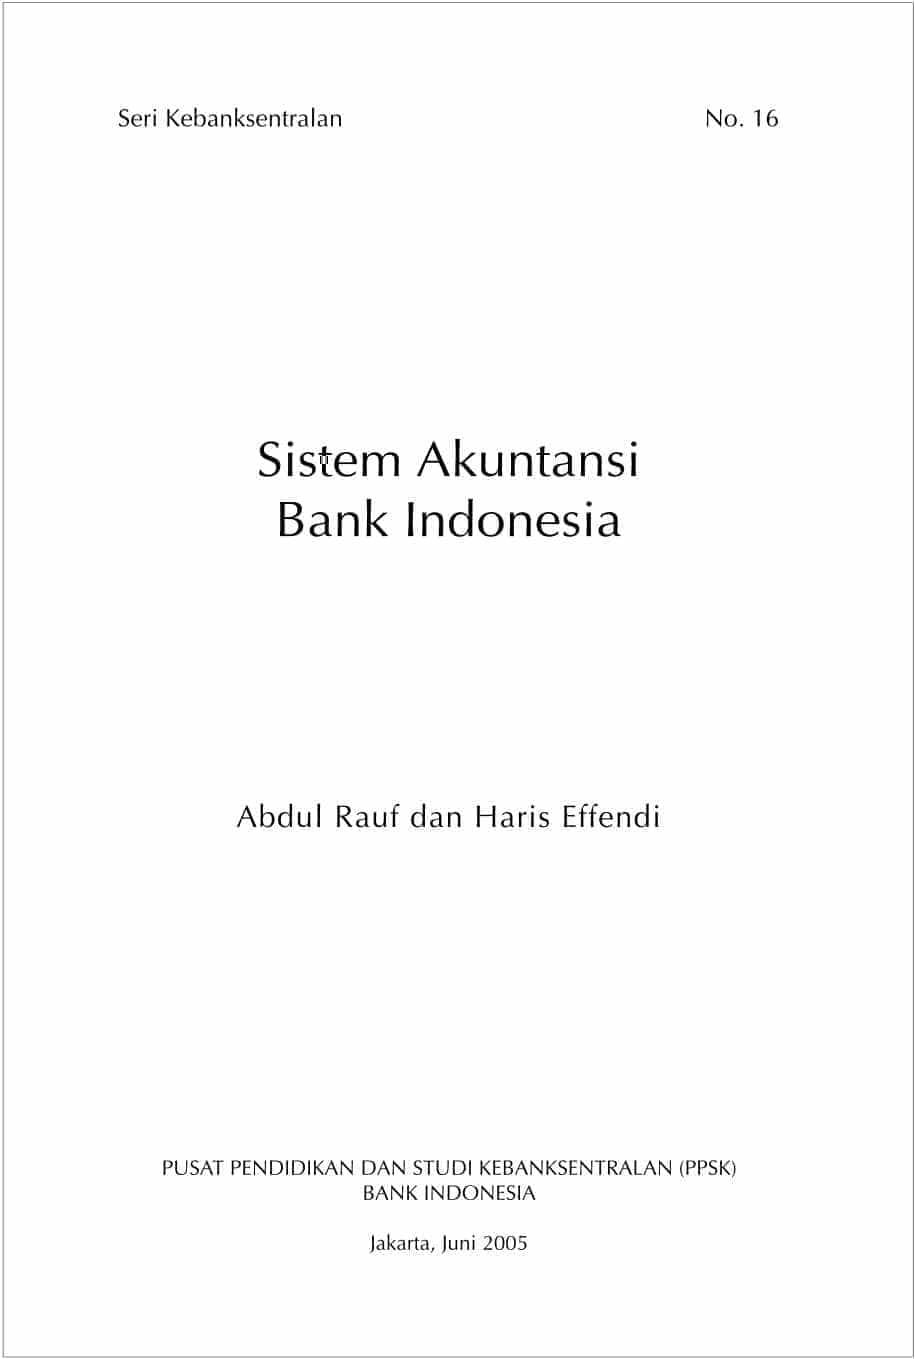 Seri Kebanksentralan No. 16
Sistem Akuntansi
Bank Indonesia
Abdul Rauf dan Haris Effendi
PUSAT PENDIDIKAN DAN STUDI KEBANKSENTRALAN (PPSK)
BANK INDONESIA
Jakarta, Juni 2005